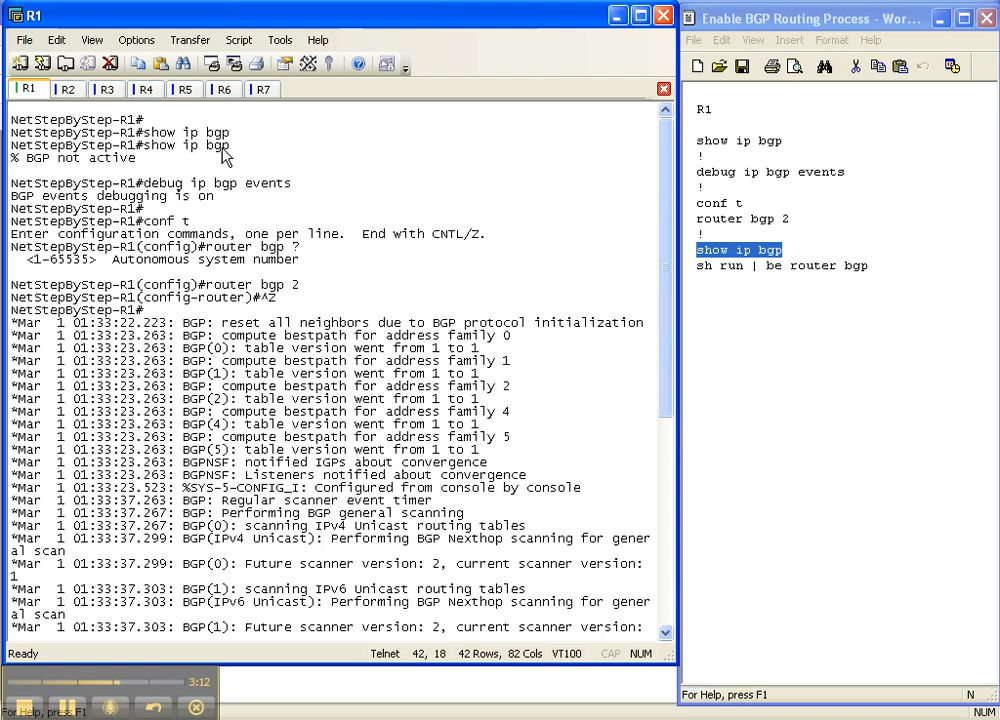 R1
File Edit View Options Transfer Script Tools Help
R1 R2 R3 R4 R5 R6 R7
NetStepByStep-R1#
NetStepByStep-R1#show ip bgp
NetStepByStep-R1#show ip bgp
% BGP not active
NetStepByStep-R1#debug ip bgp events
BGP events debugging is on
NetStepByStep-R1#
NetStepByStep-R1#conf t
Enter configuration commands, one per line.  End with CNTL/Z.
NetStepByStep-R1(config)#router bgp ?
<1-65535>  Autonomous system number
NetStepByStep-R1(config)#router bgp 2
NetStepByStep-R1(config-router)#^Z
NetStepByStep-R1#
*Mar  1 01:33:22.223: BGP: reset all neighbors due to BGP protocol initialization
*Mar  1 01:33:23.263: BGP: compute bestpath for address family 0
*Mar  1 01:33:23.263: BGP(0): table version went from 1 to 1
*Mar  1 01:33:23.263: BGP: compute bestpath for address family 1
*Mar  1 01:33:23.263: BGP(1): table version went from 1 to 1
*Mar  1 01:33:23.263: BGP: compute bestpath for address family 2
*Mar  1 01:33:23.263: BGP(2): table version went from 1 to 1
*Mar  1 01:33:23.263: BGP: compute bestpath for address family 4
*Mar  1 01:33:23.263: BGP(4): table version went from 1 to 1
*Mar  1 01:33:23.263: BGP: compute bestpath for address family 5
*Mar  1 01:33:23.263: BGP(5): table version went from 1 to 1
*Mar  1 01:33:23.263: BGPNSF: notified IGPs about convergence
*Mar  1 01:33:23.263: BGPNSF: Listeners notified about convergence
*Mar  1 01:33:23.523: %SYS-5-CONFIG_I: Configured from console by console
*Mar  1 01:33:37.263: BGP: Regular scanner event timer
*Mar  1 01:33:37.267: BGP: Performing BGP general scanning
*Mar  1 01:33:37.267: BGP(0): scanning IPv4 Unicast routing tables
*Mar  1 01:33:37.299: BGP(IPv4 Unicast): Performing BGP Nexthop scanning for gener
al scan
*Mar  1 01:33:37.299: BGP(0): Future scanner version: 2, current scanner version:
1
*Mar  1 01:33:37.303: BGP(1): scanning IPv6 Unicast routing tables
*Mar  1 01:33:37.303: BGP(IPv6 Unicast): Performing BGP Nexthop scanning for gener
al scan
*Mar  1 01:33:37.303: BGP(1): Future scanner version: 2, current scanner version:
Ready Telnet 42, 18 42 Rows, 82 Cols VT100 CAP NUM
3:12
For Help, press F1
NUM
Enable BGP Routing Process - Wor...
File Edit View Insert Format Help
R1
show ip bgp
!
debug ip bgp events
!
conf t
router bgp 2
!
show ip bgp
sh run | be router bgp
For Help, press F1 N